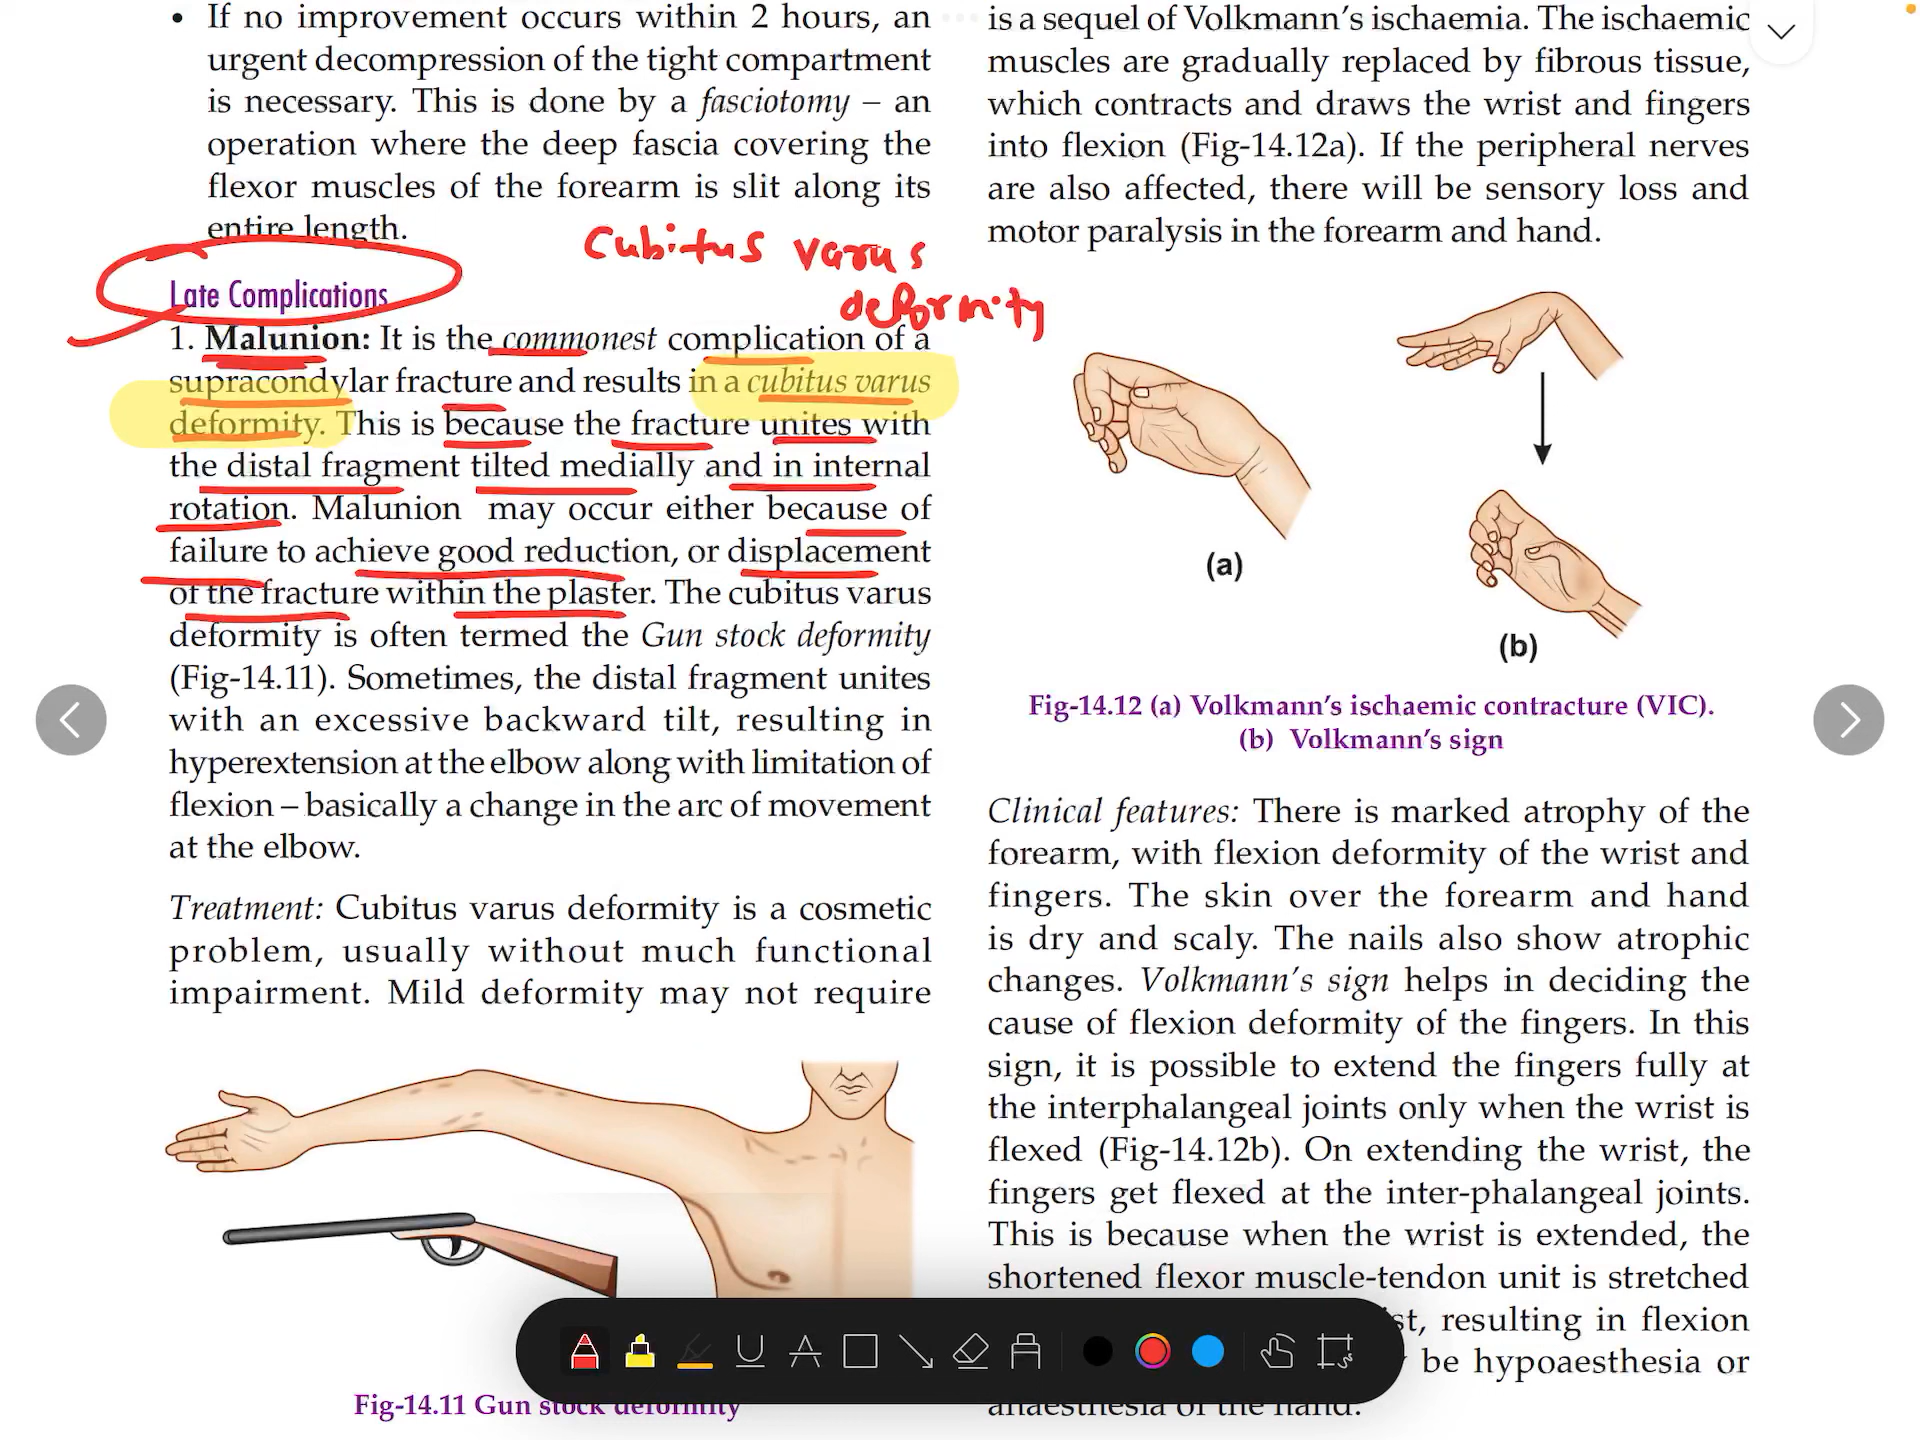 • If no improvement occurs within 2 hours, an
urgent decompression of the tight compartment
is necessary. This is done by a fasciotomy – an
operation where the deep fascia covering the
flexor muscles of the forearm is slit along its
entire length.
Cubitus varus
deformity
Late Complications
1. Malunion: It is the commonest complication of a
supracondylar fracture and results in a cubitus varus
deformity. This is because the fracture unites with
the distal fragment tilted medially and in internal
rotation. Malunion may occur either because of
failure to achieve good reduction, or displacement
of the fracture within the plaster. The cubitus varus
deformity is often termed the Gun stock deformity
(Fig-14.11). Sometimes, the distal fragment unites
with an excessive backward tilt, resulting in
hyperextension at the elbow along with limitation of
flexion – basically a change in the arc of movement
at the elbow.
Treatment: Cubitus varus deformity is a cosmetic
problem, usually without much functional
impairment. Mild deformity may not require
Fig-14.11 Gun stock deformity
is a sequel of Volkmann's ischaemia. The ischaemic
muscles are gradually replaced by fibrous tissue,
which contracts and draws the wrist and fingers
into flexion (Fig-14.12a). If the peripheral nerves
are also affected, there will be sensory loss and
motor paralysis in the forearm and hand.
(a)
(b)
Fig-14.12 (a) Volkmann's ischaemic contracture (VIC).
(b) Volkmann's sign
Clinical features: There is marked atrophy of the
forearm, with flexion deformity of the wrist and
fingers. The skin over the forearm and hand
is dry and scaly. The nails also show atrophic
changes. Volkmann's sign helps in deciding the
cause of flexion deformity of the fingers. In this
sign, it is possible to extend the fingers fully at
the interphalangeal joints only when the wrist is
flexed (Fig-14.12b). On extending the wrist, the
fingers get flexed at the inter-phalangeal joints.
This is because when the wrist is extended, the
shortened flexor muscle-tendon unit is stretched
resulting in flexion
be hypoaesthesia or
anaesthesia of the hand.